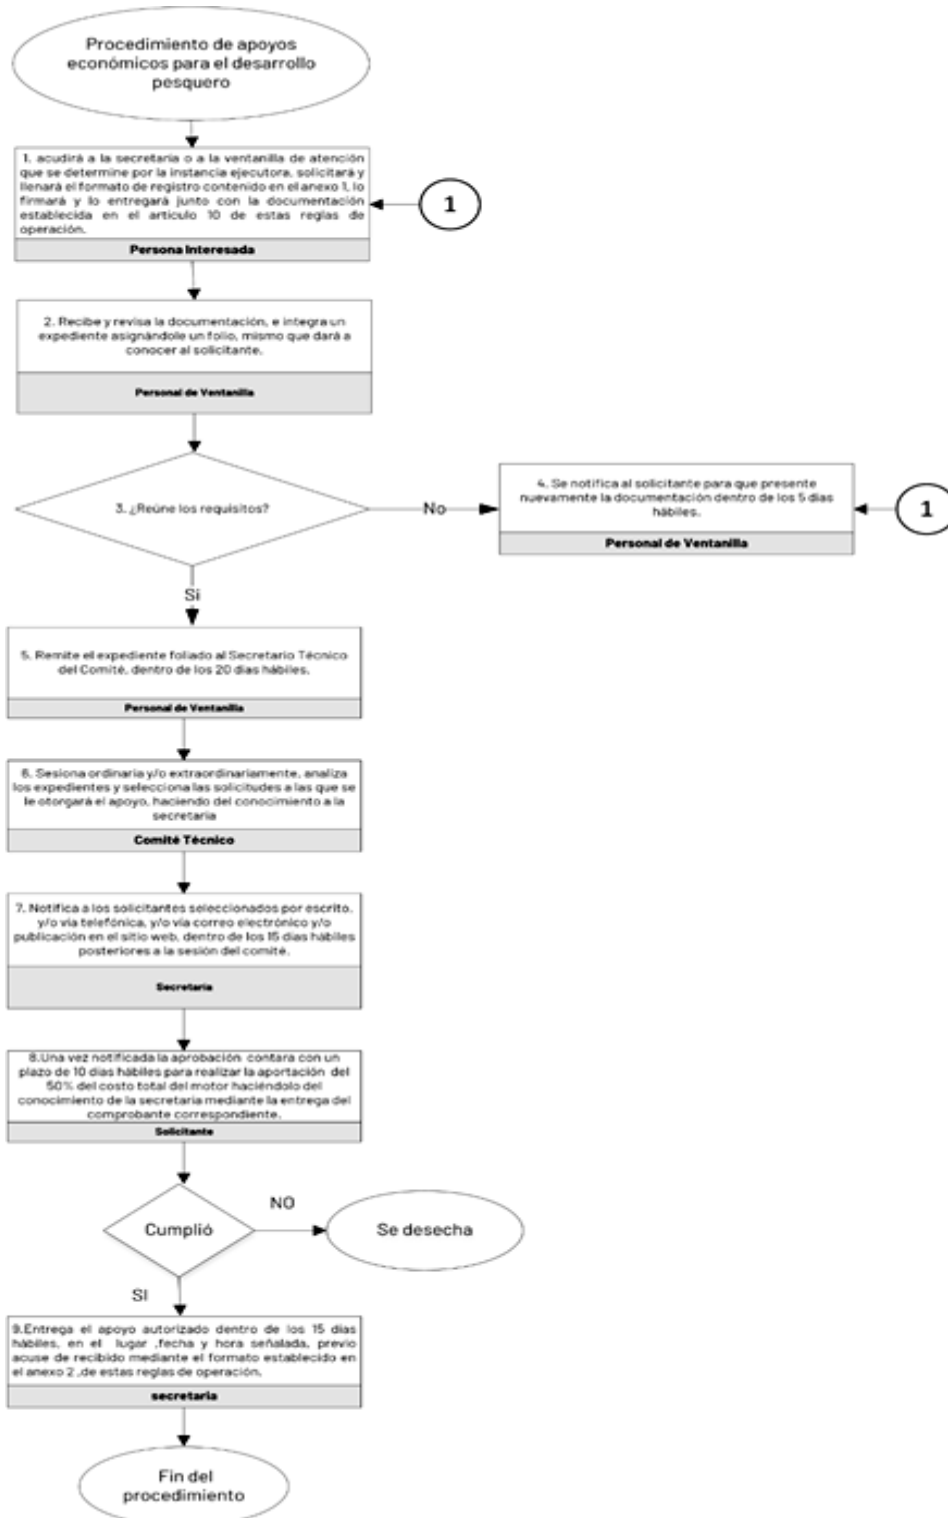 Procedimiento de apoyos
económicos para el desarrollo
pesquero
1. acudirá a la secretaría o a la ventanilla de atención
que se determine por la instancia ejecutora, solicitará y
llenará el formato de registro contenido en el anexo 1, lo
firmará y lo entregará junto con la documentación
establecida en el artículo 10 de estas reglas de
operación.
Persona Interesada
1
2. Recibe y revisa la documentación, e integra un
expediente asignándole un folio, mismo que dará a
conocer al solicitante.
Personal de Ventanilla
3. ¿Reúne los requisitos?
No
4. Se notifica al solicitante para que presente
nuevamente la documentación dentro de los 5 días
hábiles.
Personal de Ventanilla
1
Si
5. Remite el expediente foliado al Secretario Técnico
del Comité, dentro de los 20 días hábiles.
Personal de Ventanilla
6. Sesiona ordinaria y/o extraordinariamente, analiza
los expedientes y selecciona las solicitudes a las que se
le otorgará el apoyo, haciendo del conocimiento a la
secretaría
Comité Técnico
7. Notifica a los solicitantes seleccionados por escrito,
y/o vía telefónica, y/o vía correo electrónico y/o
publicación en el sitio web, dentro de los 15 días hábiles
posteriores a la sesión del comité.
Secretaría
8.Una vez notificada la aprobación contara con un
plazo de 10 días hábiles para realizar la aportación del
50% del costo total del motor haciéndolo del
conocimiento de la secretaria mediante la entrega del
comprobante correspondiente.
Solicitante
Cumplió
NO
Se desecha
SI
9.Entrega el apoyo autorizado dentro de los 15 días
hábiles, en el lugar ,fecha y hora señalada, previo
acuse de recibido mediante el formato establecido en
el anexo 2 ,de estas reglas de operación.
secretaria
Fin del
procedimiento